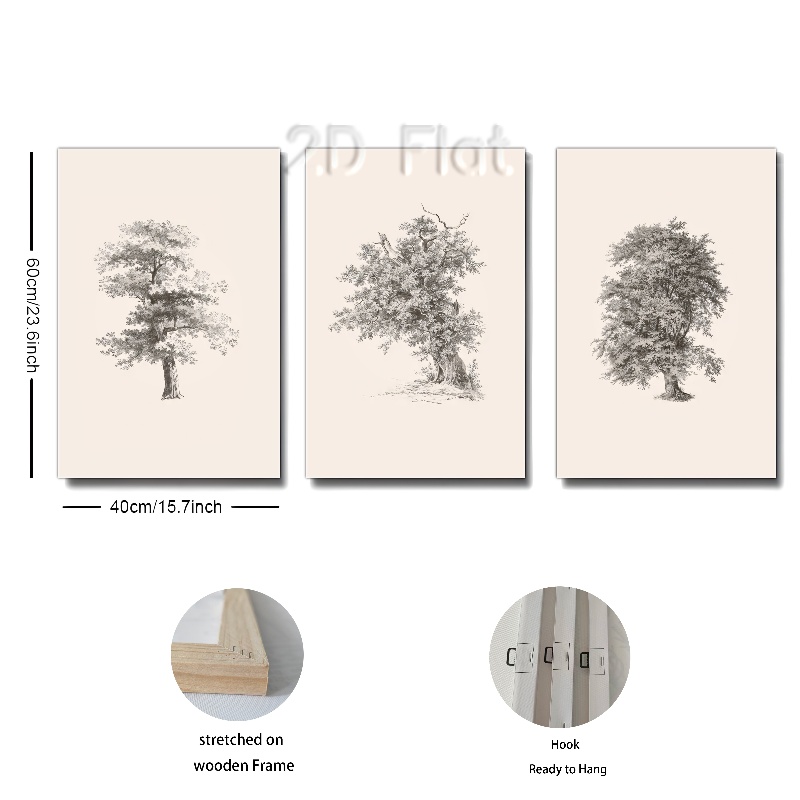 2D Flat
60cm/23.6inch
40cm/15.7inch
stretched on
wooden Frame
Hook
Ready to Hang